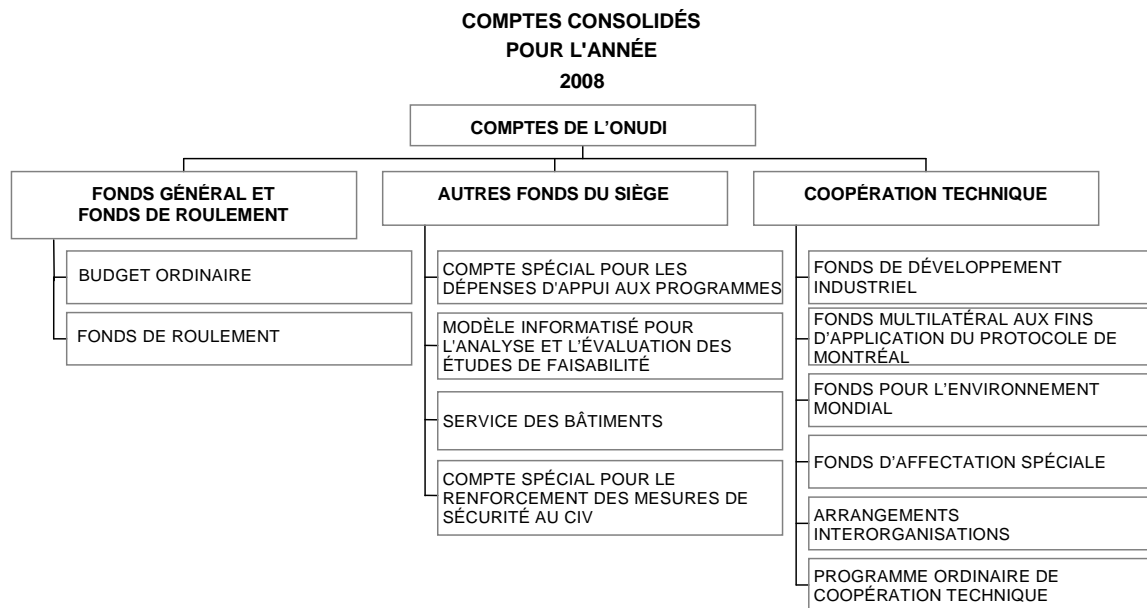 COMPTES CONSOLIDÉS
POUR L'ANNÉE
2008
COMPTES DE L’ONUDI
FONDS GÉNÉRAL ET
FONDS DE ROULEMENT
BUDGET ORDINAIRE
FONDS DE ROULEMENT
AUTRES FONDS DU SIÈGE
COMPTE SPÉCIAL POUR LES
DÉPENSES D'APPUI AUX PROGRAMMES
MODÈLE INFORMATISÉ POUR
L'ANALYSE ET L’ÉVALUATION DES
ÉTUDES DE FAISABILITÉ
SERVICE DES BÂTIMENTS
COMPTE SPÉCIAL POUR LE
RENFORCEMENT DES MESURES DE
SÉCURITÉ AU CIV
COOPÉRATION TECHNIQUE
FONDS DE DÉVELOPPEMENT
INDUSTRIEL
FONDS MULTILATÉRAL AUX FINS
D’APPLICATION DU PROTOCOLE DE
MONTRÉAL
FONDS POUR L’ENVIRONNEMENT
MONDIAL
FONDS D’AFFECTATION SPÉCIALE
ARRANGEMENTS
INTERORGANISATIONS
PROGRAMME ORDINAIRE DE
COOPÉRATION TECHNIQUE